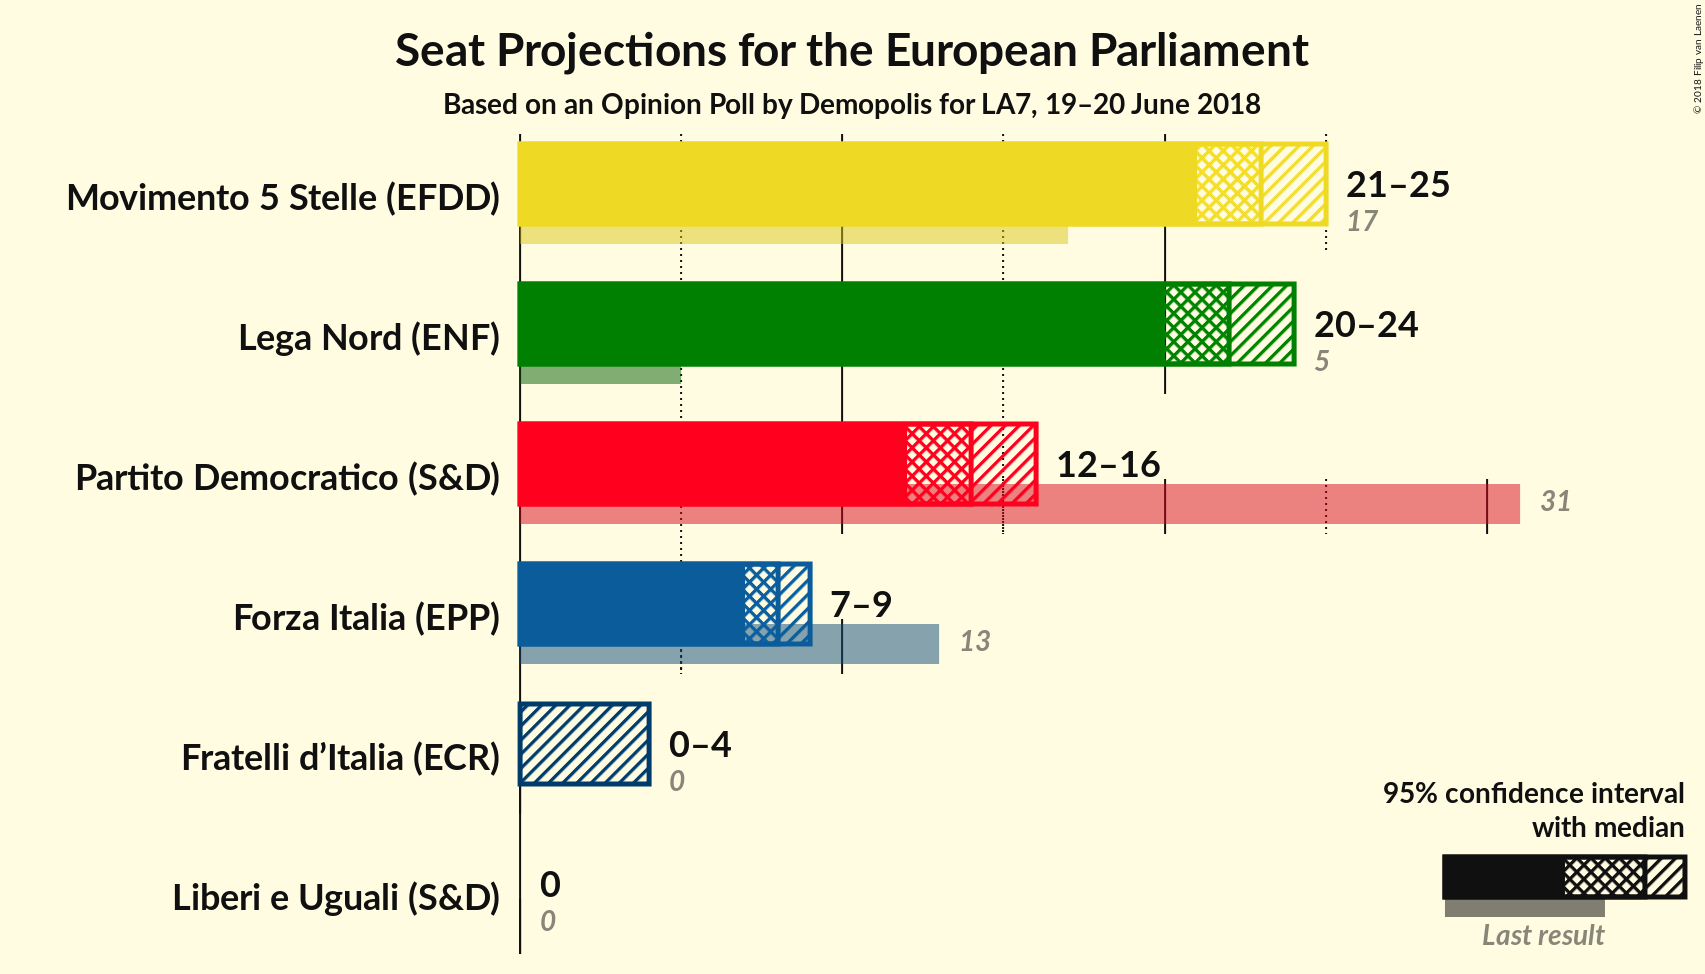 Seat Projections for the European Parliament
Based on an Opinion Poll by Demopolis for LA7, 19–20 June 2018
© 2018 Filip van Laenen
Movimento 5 Stelle (EFDD)
21–25
17
Lega Nord (ENF)
20–24
5
Partito Democratico (S&D)
12–16
31
Forza Italia (EPP)
7–9
13
Fratelli d’Italia (ECR)
0–4
0
Liberi e Uguali (S&D)
0
0
95% confidence interval
with median
Last result